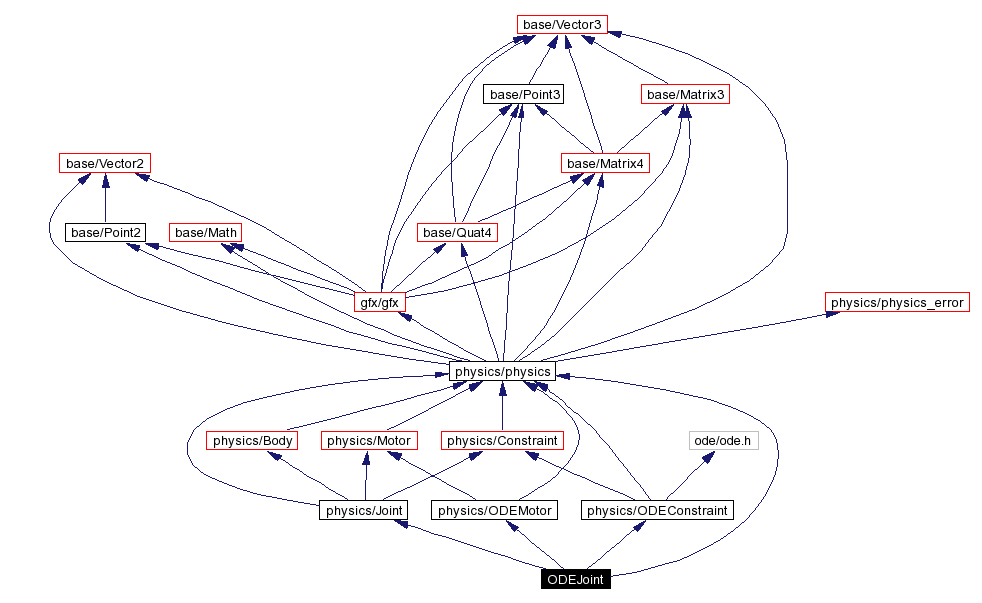 base/Vector3
base/Point3
base/Matrix3
base/Vector2
base/Matrix4
base/Point2
base/Math
base/Quat4
gfx/gfx
physics/physics_error
physics/physics
physics/Body
physics/Motor
physics/Constraint
ode/ode.h
physics/Joint
physics/ODEMotor
physics/ODEConstraint
ODEJoint